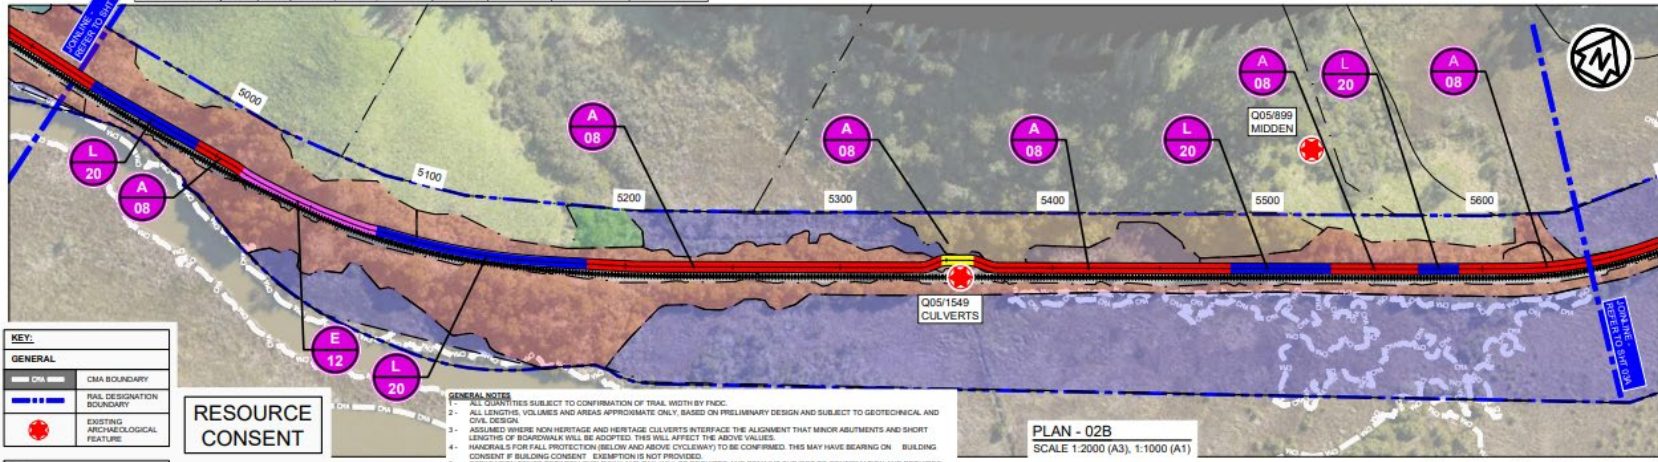 JOINLINE -
REFER TO SHT
5000
5100
5200
5300
5400
5500
5600
L
20
A
08
A
08
A
08
A
08
L
20
A
08
L
20
A
08
Q05/899
MIDDEN
N
E
12
L
20
Q05/1549
CULVERTS
JOINLINE -
REFER TO SHT 03A
CMA
KEY:
GENERAL
CMA CMA BOUNDARY
RAIL DESIGNATION
BOUNDARY
EXISTING
ARCHAEOLOGICAL
FEATURE
RESOURCE
CONSENT
GENERAL NOTES
1 - ALL QUANTITIES SUBJECT TO CONFIRMATION OF TRAIL WIDTH BY FNDC.
2 - ALL LENGTHS, VOLUMES AND AREAS APPROXIMATE ONLY, BASED ON PRELIMINARY DESIGN AND SUBJECT TO GEOTECHNICAL AND
CIVIL DESIGN.
3 - ASSUMED WHERE NON HERITAGE AND HERITAGE CULVERTS INTERFACE THE ALIGNMENT THAT MINOR ABUTMENTS AND SHORT
LENGTHS OF BOARDWALK WILL BE ADOPTED. THIS WILL AFFECT THE ABOVE VALUES.
4 - HANDRAILS FOR FALL PROTECTION (BELOW AND ABOVE CYCLEWAY) TO BE CONFIRMED. THIS MAY HAVE BEARING ON BUILDING
CONSENT IF BUILDING CONSENT EXEMPTION IS NOT PROVIDED.
PLAN - 02B
SCALE 1:2000 (A3), 1:1000 (A1)